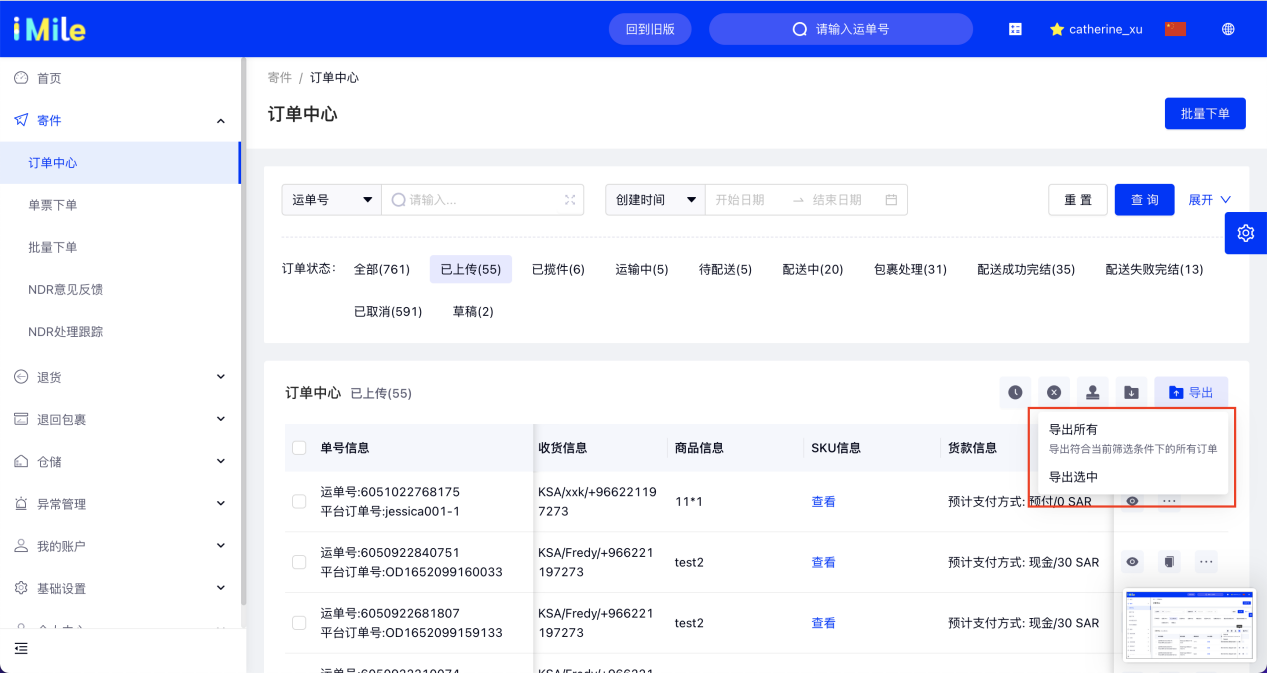 iMile
回到旧版
请输入运单号
catherine_xu
首页
寄件
订单中心
单票下单
批量下单
NDR意见反馈
NDR处理跟踪
退货
退回包裹
仓储
异常管理
我的账户
基础设置
寄件 / 订单中心
订单中心
批量下单
运单号 请输入... 创建时间 开始日期 → 结束日期 重 置 查 询 展开
订单状态: 全部(761) 已上传(55) 已揽件(6) 运输中(5) 待配送(5) 配送中(20) 包裹处理(31) 配送成功完结(35) 配送失败完结(13)
已取消(591) 草稿(2)
订单中心 已上传(55) 导出
导出所有
导出符合当前筛选条件下的所有订单
导出选中
单号信息 收货信息 商品信息 SKU信息 货款信息
运单号:6051022768175
平台订单号:jessica001-1
KSA/xxk/+96622119
7273
11*1
查看
预计支付方式: 预付/0 SAR
运单号:6050922840751
平台订单号:OD1652099160033
KSA/Fredy/+966221
197273
test2
查看
预计支付方式: 现金/30 SAR
运单号:6050922681807
平台订单号:OD1652099159133
KSA/Fredy/+966221
197273
test2
查看
预计支付方式: 现金/30 SAR